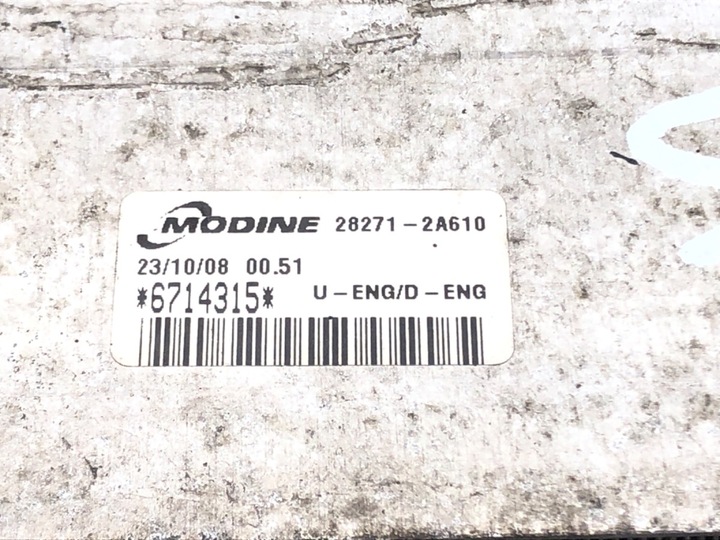 MODINE 28271-2A610
23/10/08 00.51
*6714315* U-ENG/D-ENG